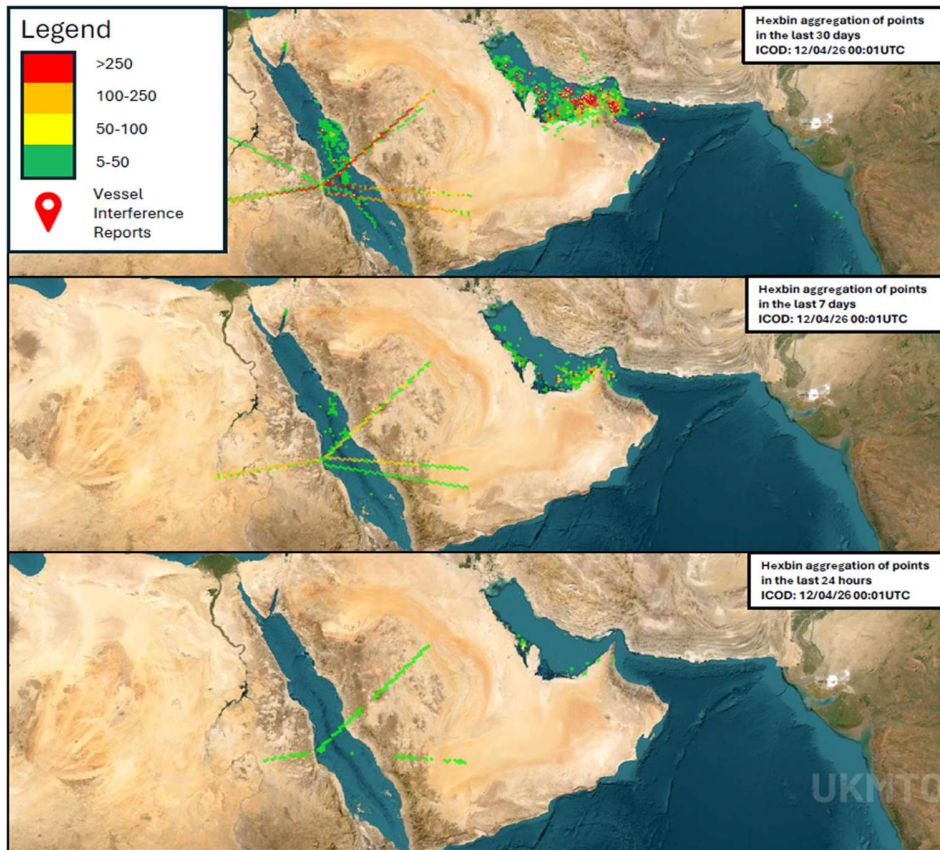 Legend
>250
100-250
50-100
5-50
Vessel
Interference
Reports
Hexbin aggregation of points
in the last 30 days
ICOD: 12/04/26 00:01UTC
Hexbin aggregation of points
in the last 7 days
ICOD: 12/04/26 00:01UTC
Hexbin aggregation of points
in the last 24 hours
ICOD: 12/04/26 00:01UTC
UKMTO